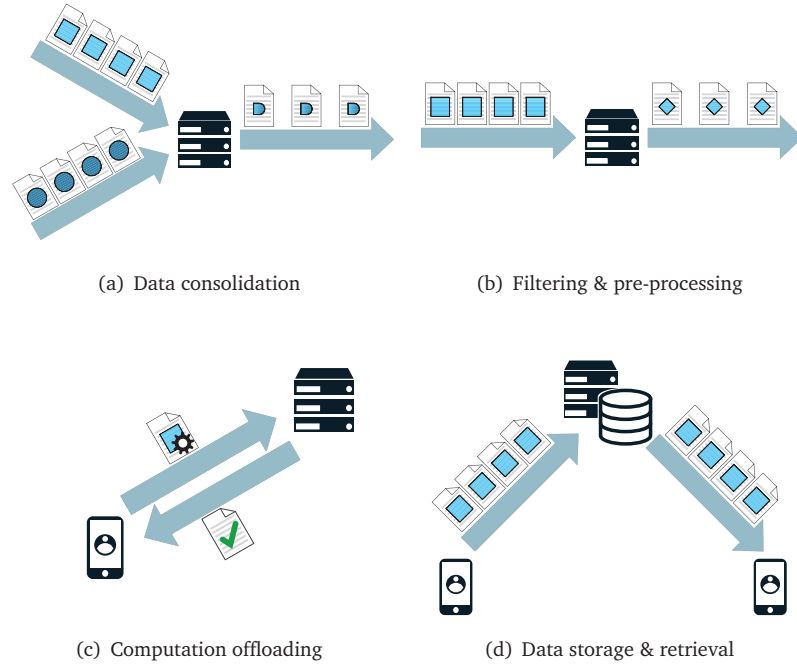 (a) Data consolidation
(b) Filtering & pre-processing
(c) Computation offloading
(d) Data storage & retrieval